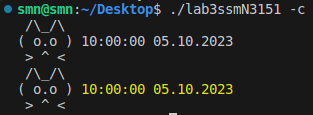 smn@smn:~/Desktop$ ./lab3ssmN3151 -c
 /\_/\
( o.o ) 10:00:00 05.10.2023
 > ^ <
 /\_/\
( o.o ) 10:00:00 05.10.2023
 > ^ <